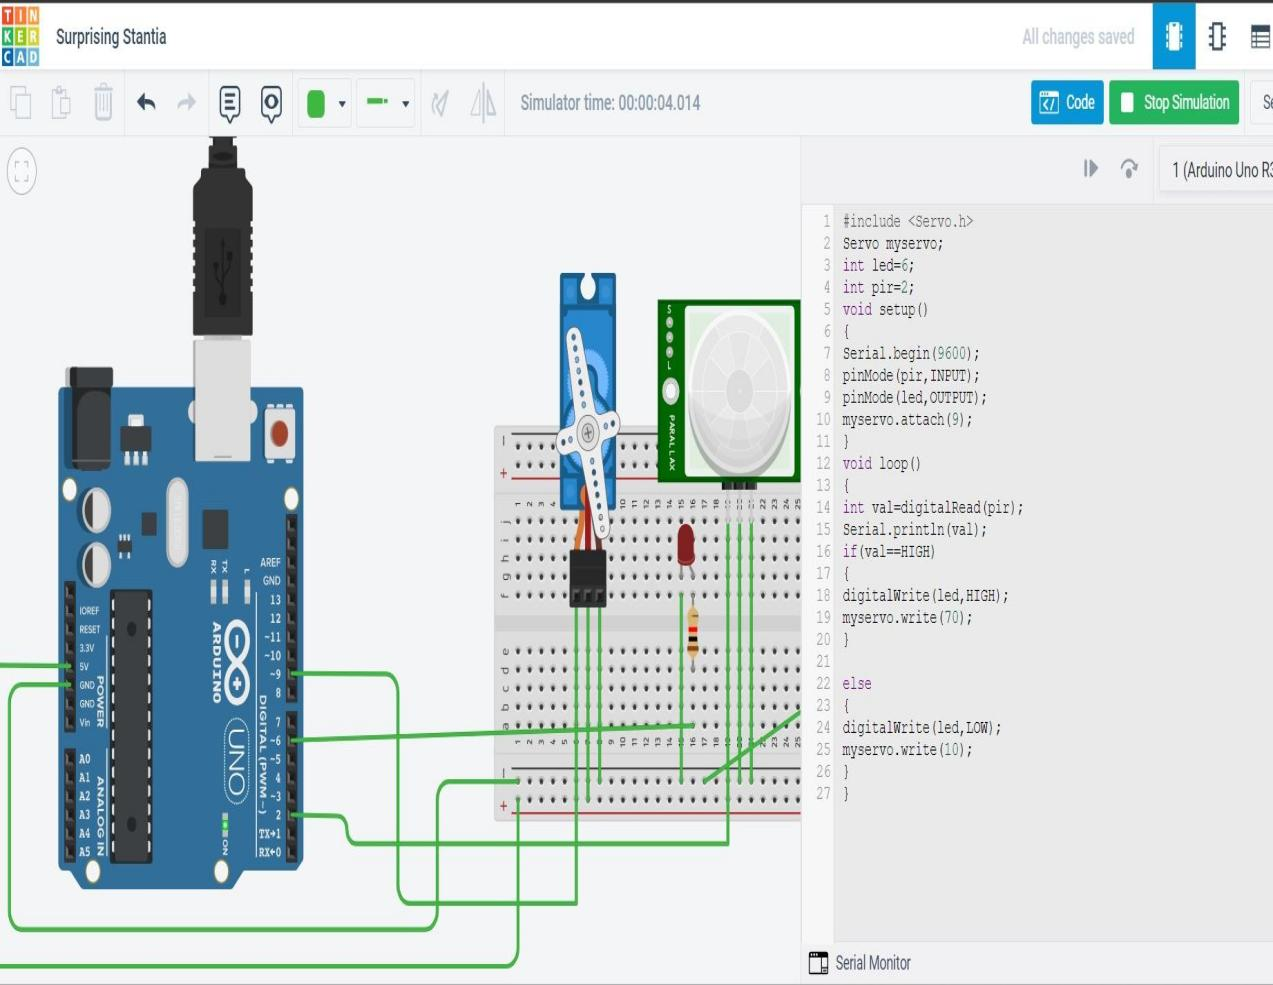 TIN
KER
CAD
Surprising Stantia
All changes saved
Simulator time: 00:00:04.014
Code
Stop Simulation
1 (Arduino Uno R3
1 #include <Servo.h>
2 Servo myservo;
3 int led=6;
4 int pir=2;
5 void setup()
6 {
7 Serial.begin(9600);
8 pinMode(pir,INPUT);
9 pinMode(led,OUTPUT);
10 myservo.attach(9);
11 }
12 void loop()
13 {
14 int val=digitalRead(pir);
15 Serial.println(val);
16 if(val==HIGH)
17 {
18 digitalWrite(led,HIGH);
19 myservo.write(70);
20 }
21
22 else
23 {
24 digitalWrite(led,LOW);
25 myservo.write(10);
26 }
27 }
Serial Monitor
AREF
GND
13
12
~11
~10
~9
8
7
~6
~5
4
~3
2
TX→1
RX←0
DIGITAL (PWM~)
IOREF
RESET
3.3V
5V
GND
GND
Vin
POWER
A0
A1
A2
A3
A4
A5
ANALOG IN
RX
TX
L
ARDUINO
UNO
ON
S
L
PARALLAX